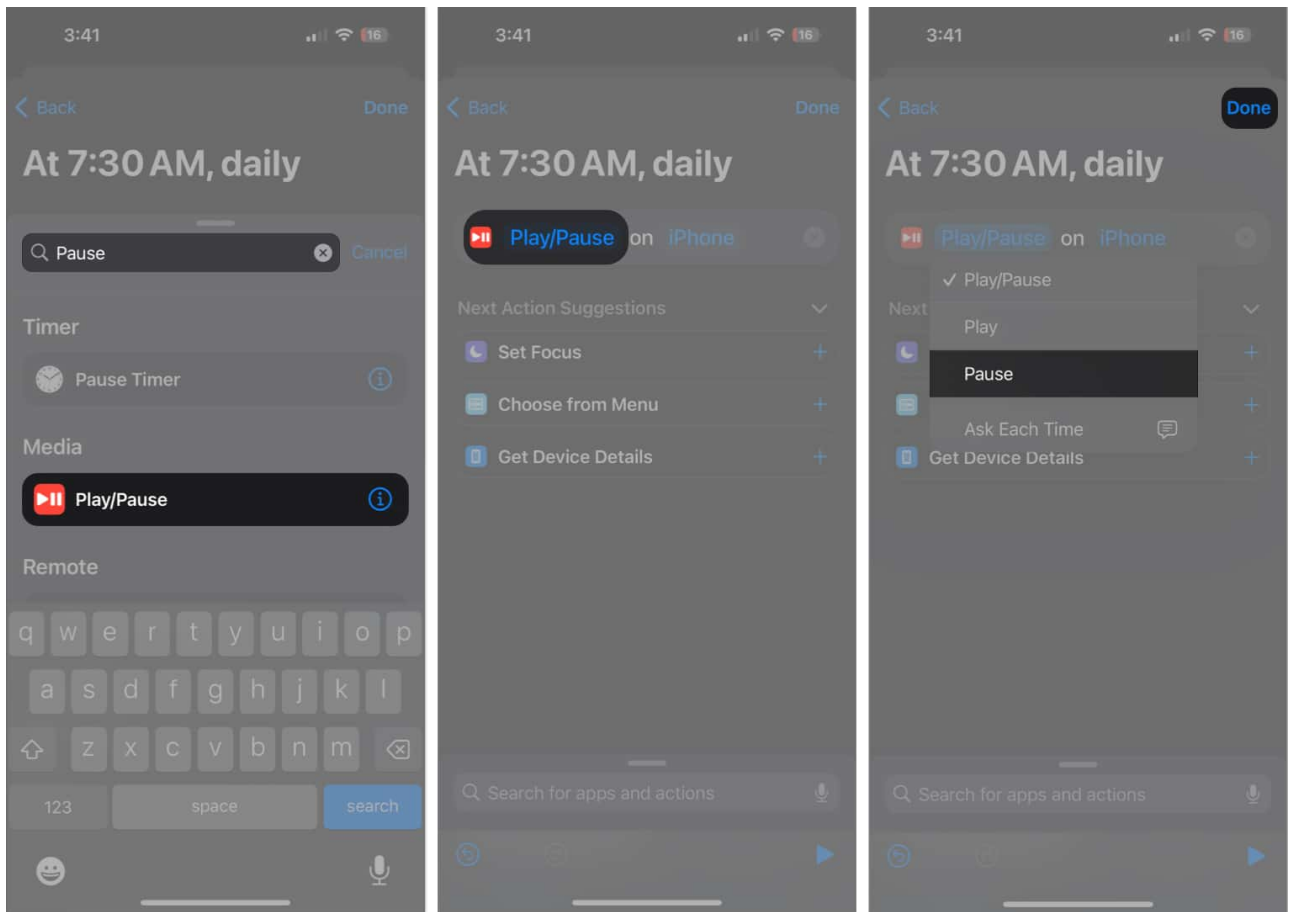 3:41
16
Back
Done
At 7:30 AM, daily
Pause
Cancel
Timer
Pause Timer
Media
Play/Pause
Remote
q w e r t y u i o p
a s d f g h j k l
z x c v b n m
123 space search
3:41
16
Back
Done
At 7:30 AM, daily
Play/Pause on iPhone
Next Action Suggestions
Set Focus
Choose from Menu
Get Device Details
Search for apps and actions
3:41
16
Back
Done
At 7:30 AM, daily
Play/Pause on iPhone
Play/Pause
Next
Play
Pause
Ask Each Time
Get Device Details
Search for apps and actions